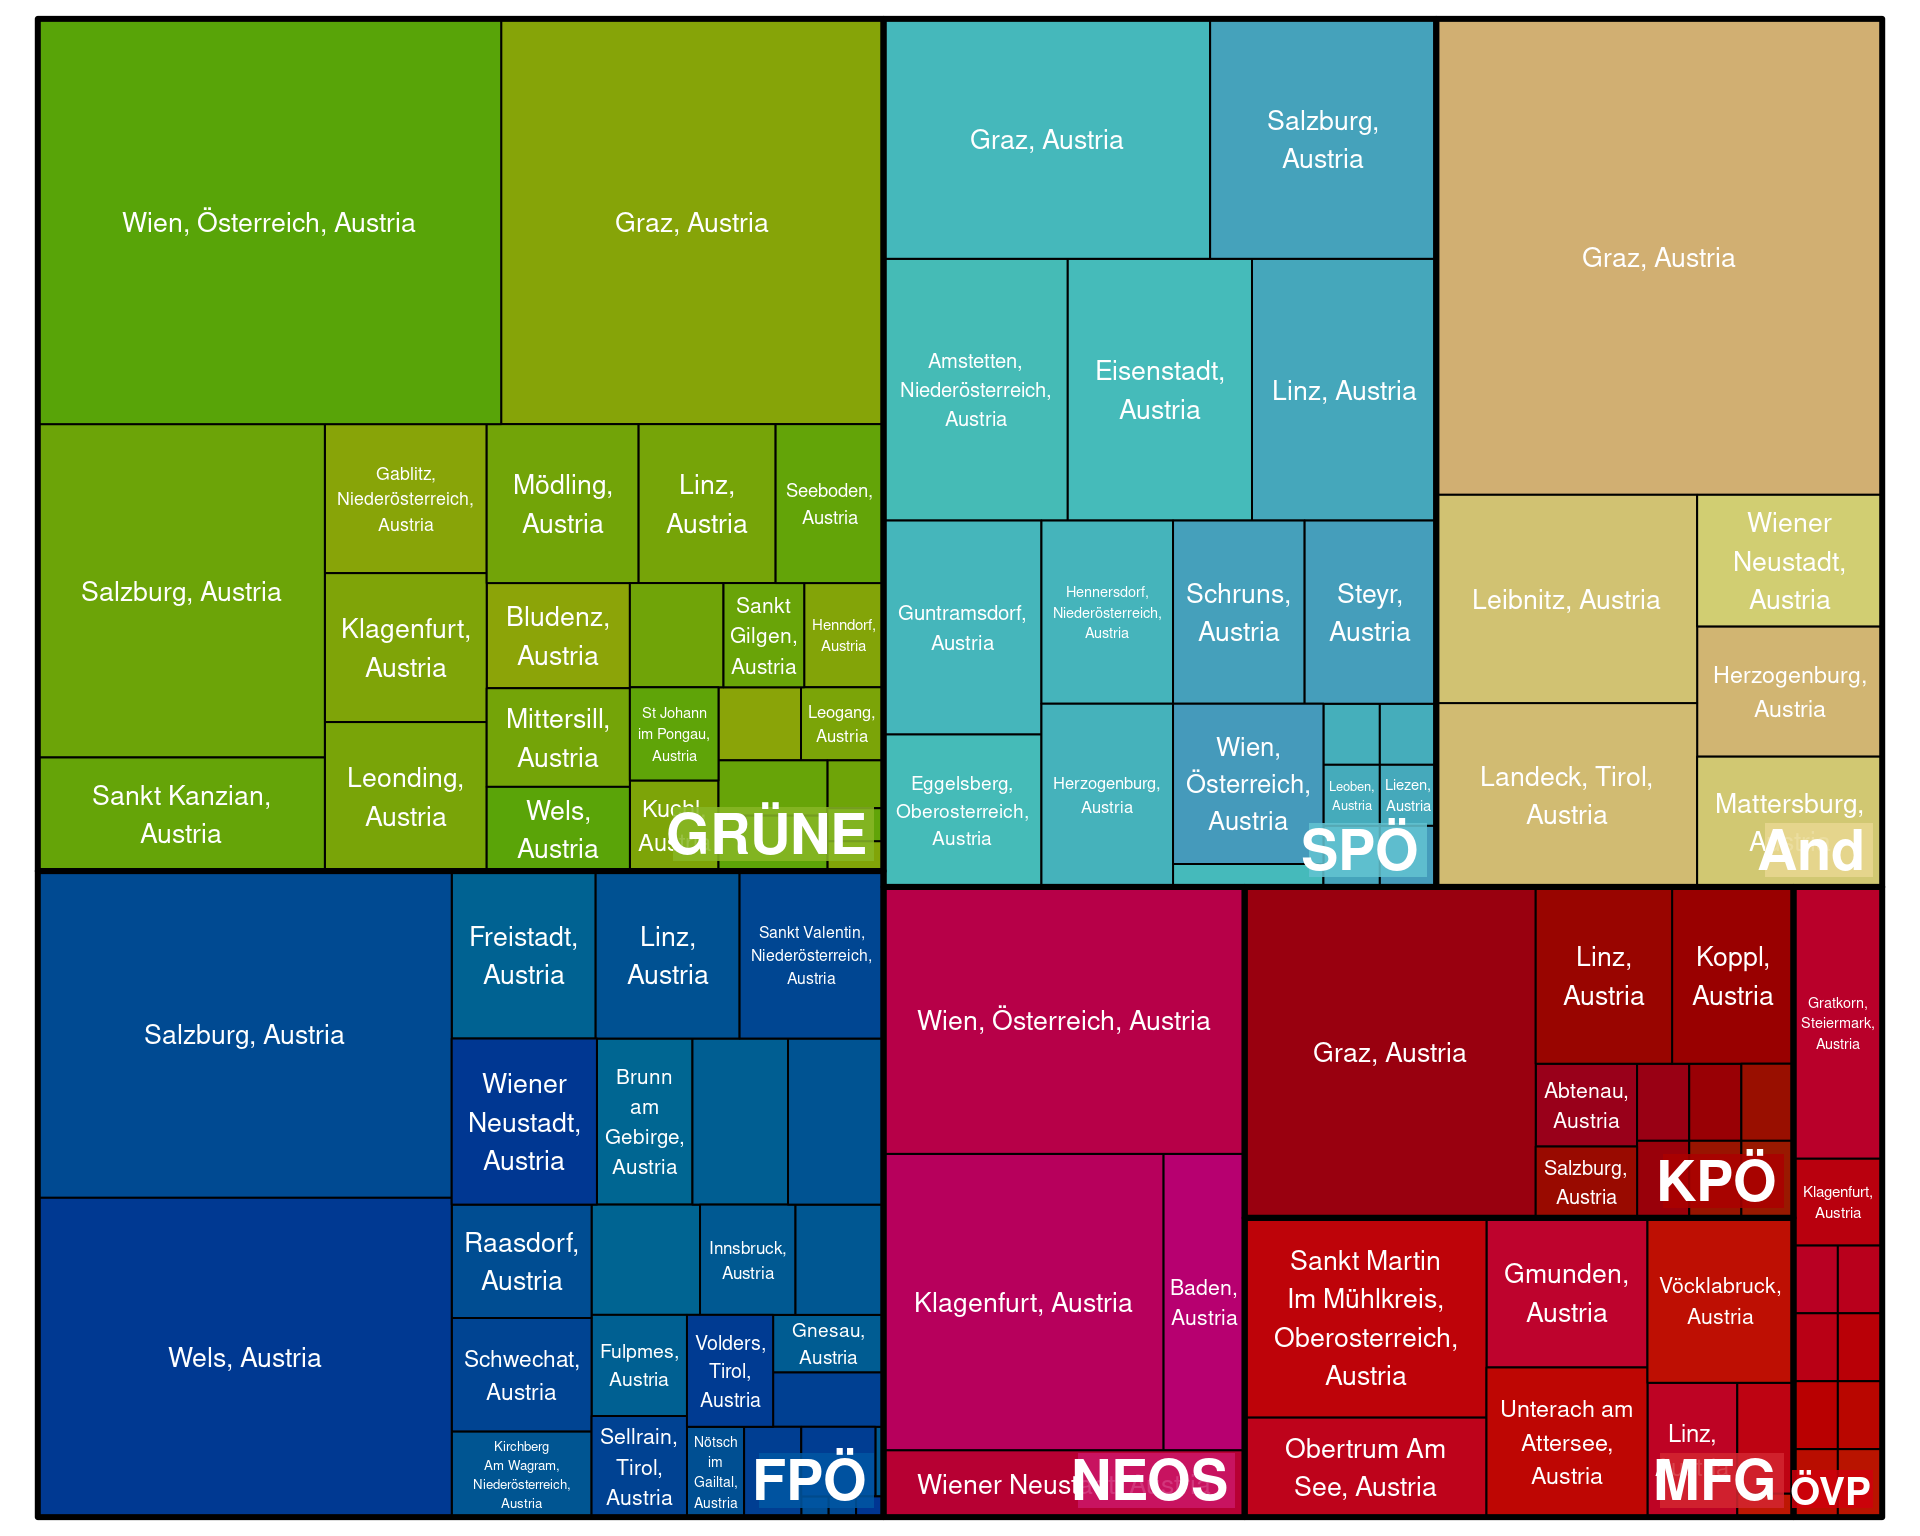 Wien, Österreich, Austria
Graz, Austria
Salzburg, Austria
Gablitz,
Niederösterreich,
Austria
Mödling,
Austria
Linz,
Austria
Seeboden,
Austria
Klagenfurt,
Austria
Bludenz,
Austria
Sankt
Gilgen,
Austria
Henndorf,
Austria
Sankt Kanzian,
Austria
Leonding,
Austria
Mittersill,
Austria
St Johann
im Pongau,
Austria
Leogang,
Austria
Wels,
Austria
Kuchl,
Austria
GRÜNE
Graz, Austria
Salzburg,
Austria
Amstetten,
Niederösterreich,
Austria
Eisenstadt,
Austria
Linz, Austria
Guntramsdorf,
Austria
Hennersdorf,
Niederösterreich,
Austria
Schruns,
Austria
Steyr,
Austria
Eggelsberg,
Oberosterreich,
Austria
Herzogenburg,
Austria
Wien,
Österreich,
Austria
Leoben,
Austria
Liezen,
Austria
SPÖ
Graz, Austria
Leibnitz, Austria
Wiener
Neustadt,
Austria
Herzogenburg,
Austria
Landeck, Tirol,
Austria
Mattersburg,
Austria
And
Salzburg, Austria
Freistadt,
Austria
Linz,
Austria
Sankt Valentin,
Niederösterreich,
Austria
Wiener
Neustadt,
Austria
Brunn
am
Gebirge,
Austria
Wels, Austria
Raasdorf,
Austria
Innsbruck,
Austria
Schwechat,
Austria
Fulpmes,
Austria
Volders,
Tirol,
Austria
Gnesau,
Austria
Kirchberg
Am Wagram,
Niederösterreich,
Austria
Sellrain,
Tirol,
Austria
Nötsch
im
Gailtal,
Austria
FPÖ
Wien, Österreich, Austria
Klagenfurt, Austria
Baden,
Austria
Wiener Neustadt, Austria
NEOS
Graz, Austria
Linz,
Austria
Koppl,
Austria
Abtenau,
Austria
Salzburg,
Austria
KPÖ
Sankt Martin
Im Mühlkreis,
Oberosterreich,
Austria
Gmunden,
Austria
Vöcklabruck,
Austria
Obertrum Am
See, Austria
Unterach am
Attersee,
Austria
Linz,
Austria
MFG
Gratkorn,
Steiermark,
Austria
Klagenfurt,
Austria
ÖVP